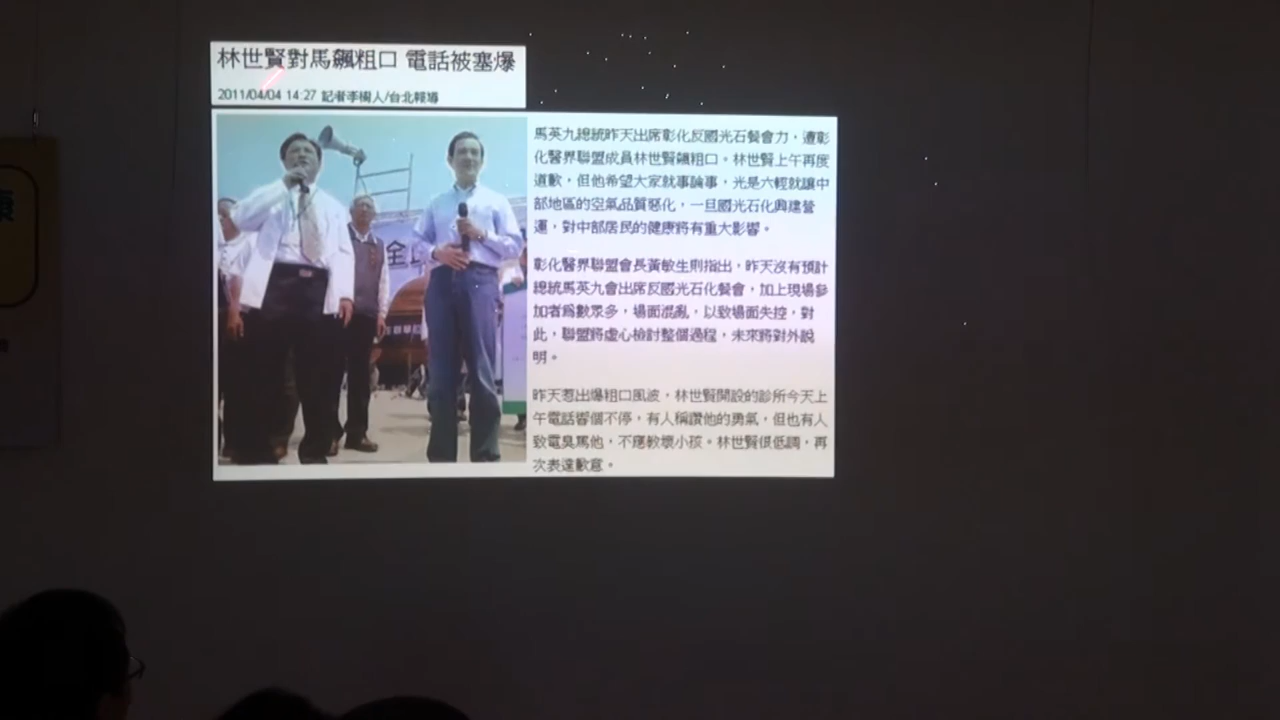 林世賢對馬飆粗口 電話被塞爆
2011/04/04 14:27 記者李樹人/台北報導
馬英九總統昨天出席彰化反國光石餐會力，遭彰
化醫界聯盟成員林世賢飆粗口。林世賢上午再度
道歉，但他希望大家就事論事，光是六輕就讓中
部地區的空氣品質惡化，一旦國光石化興建營
運，對中部居民的健康將有重大影響。
彰化醫界聯盟會長黃敏生則指出，昨天沒有預計
總統馬英九會出席反國光石化餐會，加上現場參
加者為數眾多，場面混亂，以致場面失控，對
此，聯盟將虛心檢討整個過程，未來將對外說
明。
昨天惹出爆粗口風波，林世賢開設的診所今天上
午電話響個不停，有人稱讚他的勇氣，但也有人
致電臭罵他，不應教壞小孩。林世賢很低調，再
次表達歉意。
全